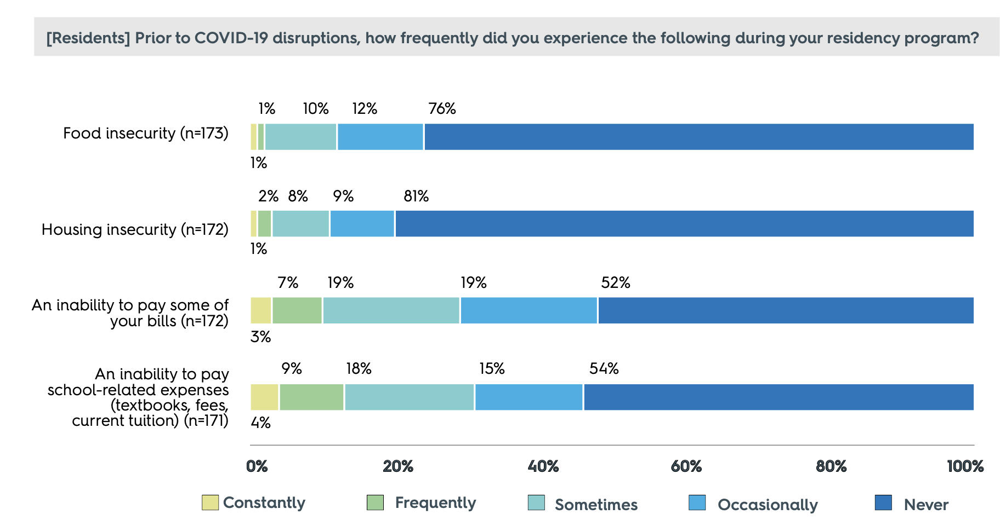 [Residents] Prior to COVID-19 disruptions, how frequently did you experience the following during your residency program?
1% 10% 12% 76%
Food insecurity (n=173)
1%
2% 8% 9% 81%
Housing insecurity (n=172)
1%
7% 19% 19% 52%
An inability to pay some of
your bills (n=172)
3%
9% 18% 15% 54%
An inability to pay
school-related expenses
(textbooks, fees,
current tuition) (n=171)
4%
0% 20% 40% 60% 80% 100%
Constantly Frequently Sometimes Occasionally Never